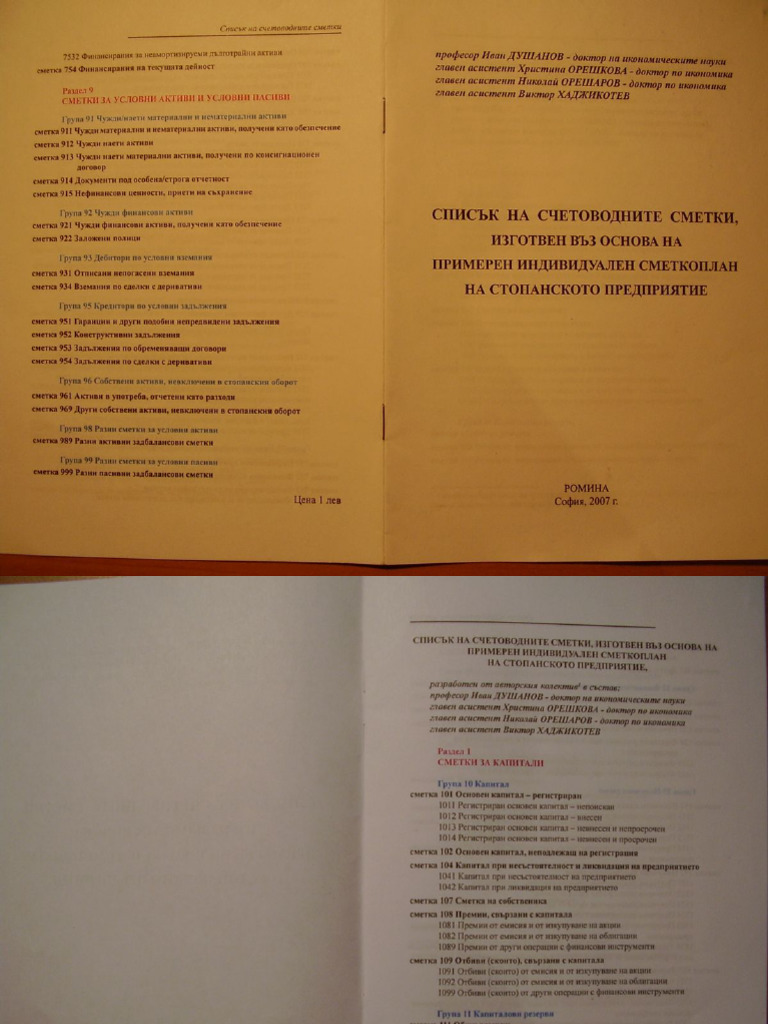 Списък на счетоводните сметки
7532 Финансирания за неамортизируеми дълготрайни активи
сметка 754 Финансирания на текущата дейност
Раздел 9
СМЕТКИ ЗА УСЛОВНИ АКТИВИ И УСЛОВНИ ПАСИВИ
Група 91 Чужди/наети материални и нематериални активи
сметка 911 Чужди материални и нематериални активи, получени като обезпечение
сметка 912 Чужди наети активи
сметка 913 Чужди наети материални активи, получени по консигнационен
договор
сметка 914 Документи под особена/строга отчетност
сметка 915 Нефинансови ценности, приети на съхранение
Група 92 Чужди финансови активи
сметка 921 Чужди финансови активи, получени като обезпечение
сметка 922 Заложени полици
Група 93 Дебитори по условни вземания
сметка 931 Отписани непогасени вземания
сметка 934 Вземания по сделки с деривативи
Група 95 Кредитори по условни задължения
сметка 951 Гаранции и други подобни непредвидени задължения
сметка 952 Конструктивни задължения
сметка 953 Задължения по обременяващи договори
сметка 954 Задължения по сделки с деривативи
Група 96 Собствени активи, невключени в стопанския оборот
сметка 961 Активи в употреба, отчетени като разходи
сметка 969 Други собствени активи, невключени в стопанския оборот
Група 98 Разни сметки за условни активи
сметка 989 Разни активни задбалансови сметки
Група 99 Разни сметки за условни пасиви
сметка 999 Разни пасивни задбалансови сметки
Цена 1 лев
професор Иван ДУШАНОВ - доктор на икономическите науки
главен асистент Христина ОРЕШКОВА - доктор по икономика
главен асистент Николай ОРЕШАРОВ - доктор по икономика
главен асистент Виктор ХАДЖИКОТЕВ
СПИСЪК НА СЧЕТОВОДНИТЕ СМЕТКИ,
ИЗГОТВЕН ВЪЗ ОСНОВА НА
ПРИМЕРЕН ИНДИВИДУАЛЕН СМЕТКОПЛАН
НА СТОПАНСКОТО ПРЕДПРИЯТИЕ
РОМИНА
София, 2007 г.
СПИСЪК НА СЧЕТОВОДНИТЕ СМЕТКИ, ИЗГОТВЕН ВЪЗ ОСНОВА НА
ПРИМЕРЕН ИНДИВИДУАЛЕН СМЕТКОПЛАН
НА СТОПАНСКОТО ПРЕДПРИЯТИЕ,
разработен от авторския колектив¹ в състав:
професор Иван ДУШАНОВ - доктор на икономическите науки
главен асистент Христина ОРЕШКОВА - доктор по икономика
главен асистент Николай ОРЕШАРОВ - доктор по икономика
главен асистент Виктор ХАДЖИКОТЕВ
Раздел 1
СМЕТКИ ЗА КАПИТАЛИ
Група 10 Капитал
сметка 101 Основен капитал – регистриран
1011 Регистриран основен капитал – непоискан
1012 Регистриран основен капитал – внесен
1013 Регистриран основен капитал – невнесен и непросрочен
1014 Регистриран основен капитал – невнесен и просрочен
сметка 102 Основен капитал, неподлежащ на регистрация
сметка 104 Капитал при несъстоятелност и ликвидация на предприятието
1041 Капитал при несъстоятелност на предприятието
1042 Капитал при ликвидация на предприятието
сметка 107 Сметка на собственика
сметка 108 Премии, свързани с капитала
1081 Премии от емисия и от изкупуване на акции
1082 Премии от емисия и от изкупуване на облигации
1089 Премии от други операции с финансови инструменти
сметка 109 Отбиви (сконто), свързани с капитала
1091 Отбиви (сконто) от емисия и от изкупуване на акции
1092 Отбиви (сконто) от емисия и от изкупуване на облигации
1099 Отбиви (сконто) от други операции с финансови инструменти
Група 11 Капиталови резерви